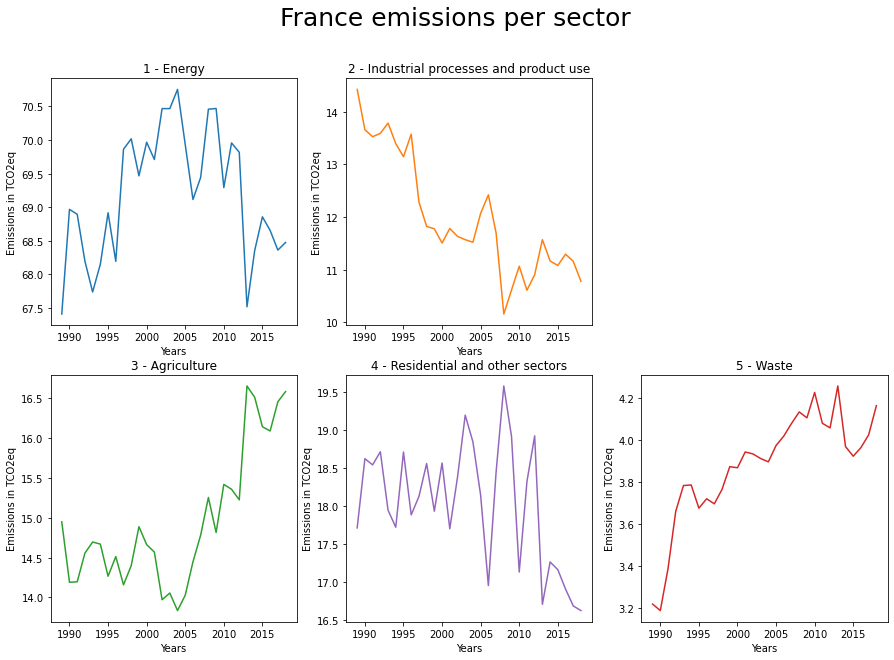 France emissions per sector
1 - Energy
Emissions in TCO2eq
70.5
70.0
69.5
69.0
68.5
68.0
67.5
1990 1995 2000 2005 2010 2015
Years
2 - Industrial processes and product use
Emissions in TCO2eq
14
13
12
11
10
1990 1995 2000 2005 2010 2015
Years
3 - Agriculture
Emissions in TCO2eq
16.5
16.0
15.5
15.0
14.5
14.0
1990 1995 2000 2005 2010 2015
Years
4 - Residential and other sectors
Emissions in TCO2eq
19.5
19.0
18.5
18.0
17.5
17.0
16.5
1990 1995 2000 2005 2010 2015
Years
5 - Waste
Emissions in TCO2eq
4.2
4.0
3.8
3.6
3.4
3.2
1990 1995 2000 2005 2010 2015
Years